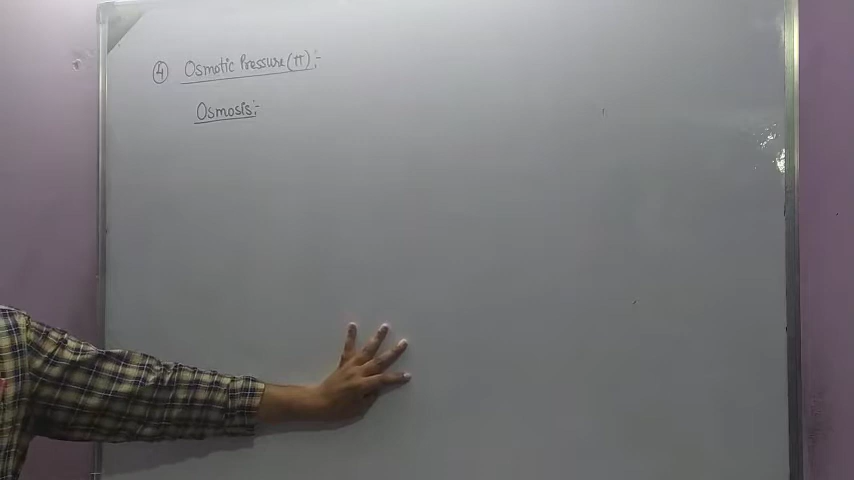 ④ Osmotic Pressure (π) :-
Osmosis :-